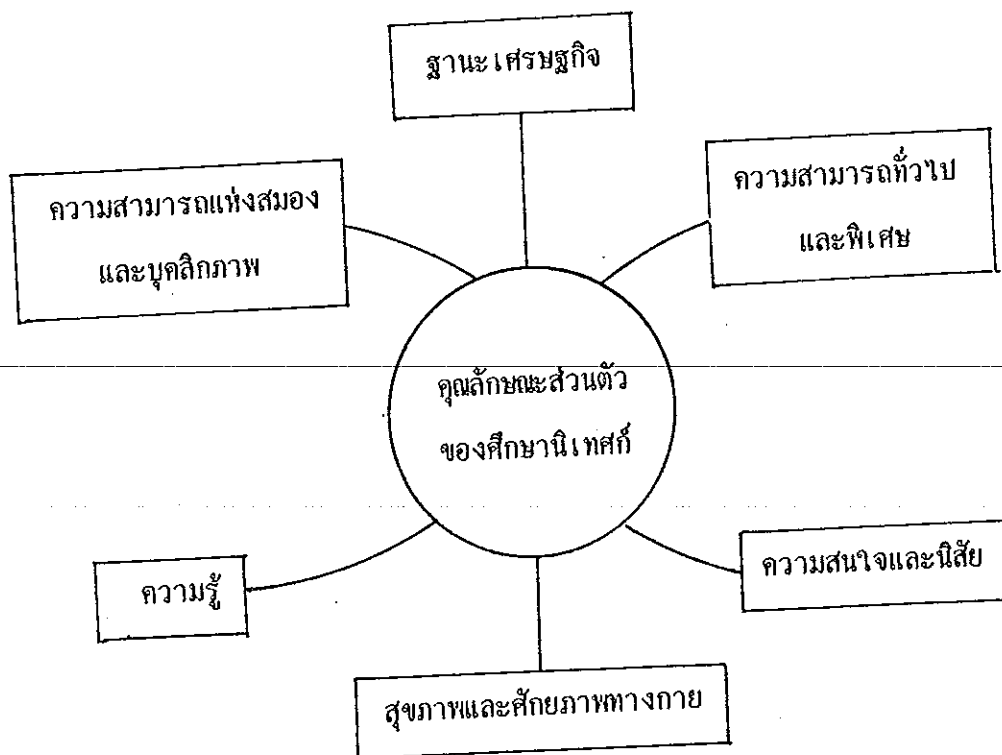 ฐานะเศรษฐกิจ
ความสามารถแห่งสมอง
และบุคลิกภาพ
ความสามารถทั่วไป
และพิเศษ
คุณลักษณะส่วนตัว
ของศึกษานิเทศก์
ความรู้
ความสนใจและนิสัย
สุขภาพและศักยภาพทางกาย